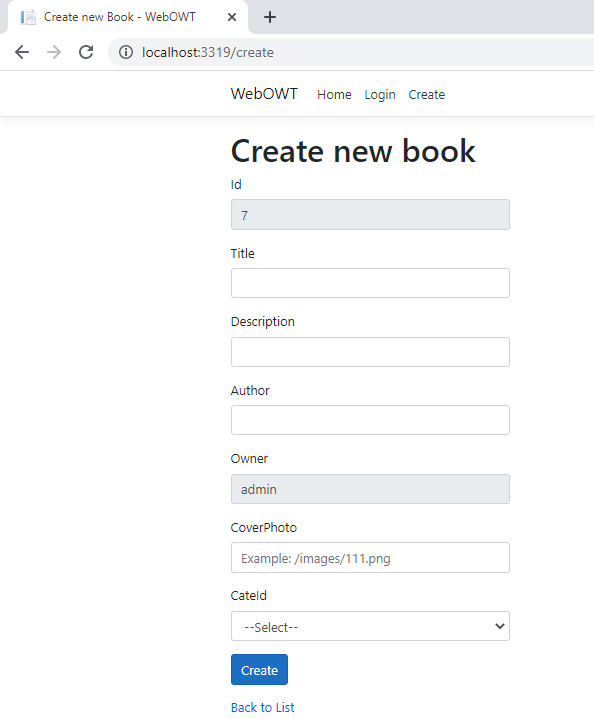 Create new Book - WebOWT
localhost:3319/create
WebOWT Home Login Create
Create new book
Id
7
Title
Description
Author
Owner
admin
CoverPhoto
Example: /images/111.png
CateId
--Select--
Create
Back to List